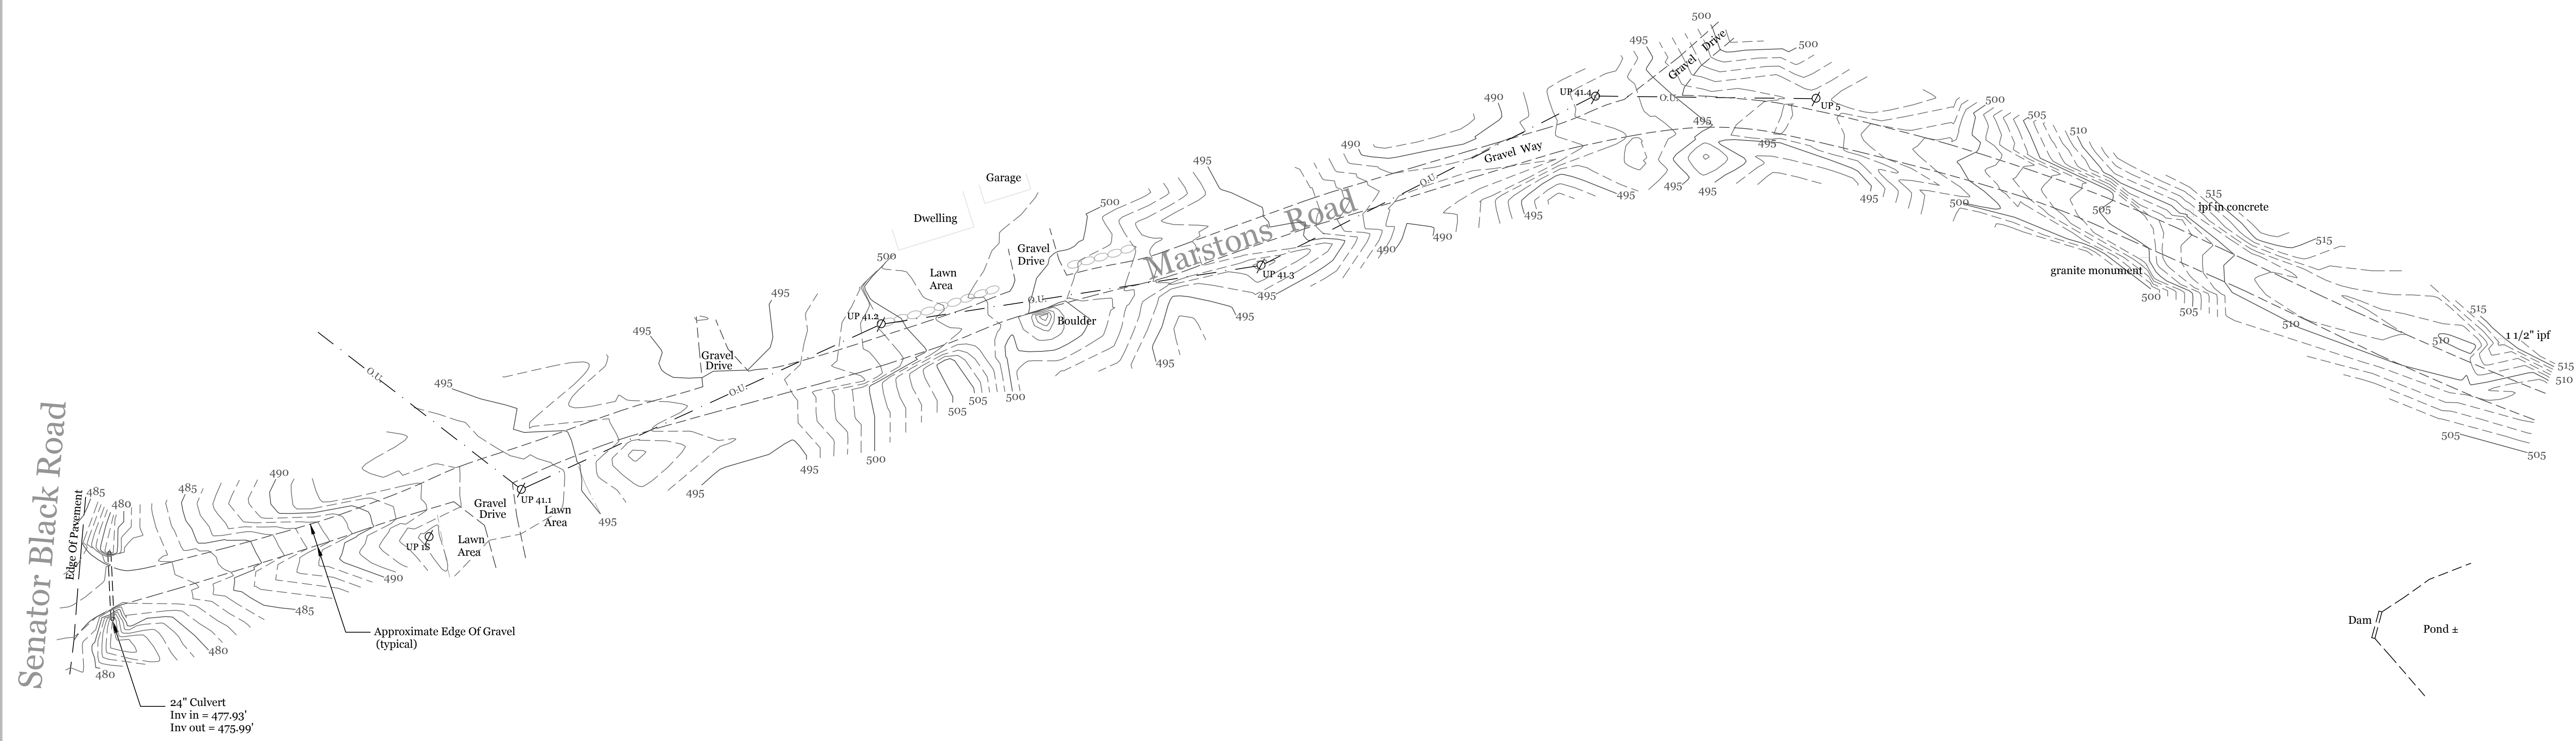 Senator Black Road
Edge Of Pavement
485
480
485
490
480
480
485
490
24" Culvert
Inv in = 477.93'
Inv out = 475.99'
Approximate Edge Of Gravel
(typical)
UP 1S
Gravel
Drive
Lawn
Area
UP 41.1
Lawn
Area
495
O.U.
495
495
495
Gravel
Drive
495
O.U.
495
500
UP 41.2
500
505
505
500
Dwelling
Garage
Lawn
Area
Gravel
Drive
O.U.
Boulder
500
495
Marstons Road
UP 41.3
495
495
495
490
490
490
490
O.U.
Gravel Way
UP 41.4
O.U.
UP 5
495
500
Gravel Drive
500
495
495
495
495
495
495
495
500
500
505
510
505
515
ipf in concrete
515
granite monument
500
505
510
510
515
1 1/2" ipf
515
510
505
505
Dam
Pond ±